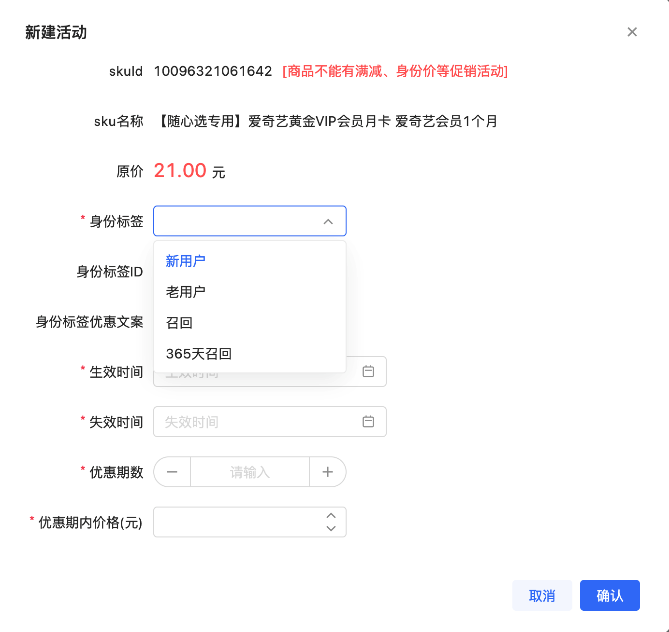 新建活动
skuId 10096321061642 [商品不能有满减、身份价等促销活动]
sku名称 【随心选专用】爱奇艺黄金VIP会员月卡 爱奇艺会员1个月
原价 21.00 元
* 身份标签
新用户
身份标签ID
老用户
身份标签优惠文案
召回
365天召回
* 生效时间 生效时间
* 失效时间 失效时间
* 优惠期数 － 请输入 +
* 优惠期内价格(元)
取消 确认